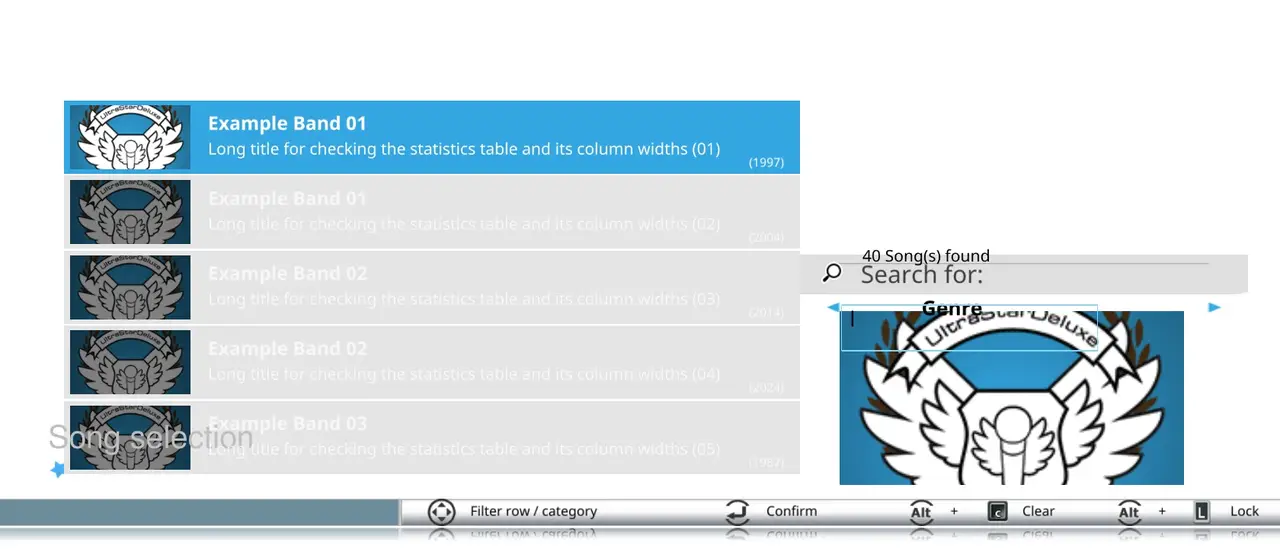 UltraStarDeluxe
Example Band 01
Long title for checking the statistics table and its column widths (01)
(1997)
UltraStarDeluxe
Example Band 01
Long title for checking the statistics table and its column widths (02)
(2004)
UltraStarDeluxe
Example Band 02
Long title for checking the statistics table and its column widths (03)
(2014)
UltraStarDeluxe
Example Band 02
Long title for checking the statistics table and its column widths (04)
(2024)
UltraStarDeluxe
Example Band 03
Long title for checking the statistics table and its column widths (05)
(1987)
Song selection
40 Song(s) found
Search for:
Genre
UltraStarDeluxe
Filter row / category
Confirm
Alt + c Clear
Alt + L Lock